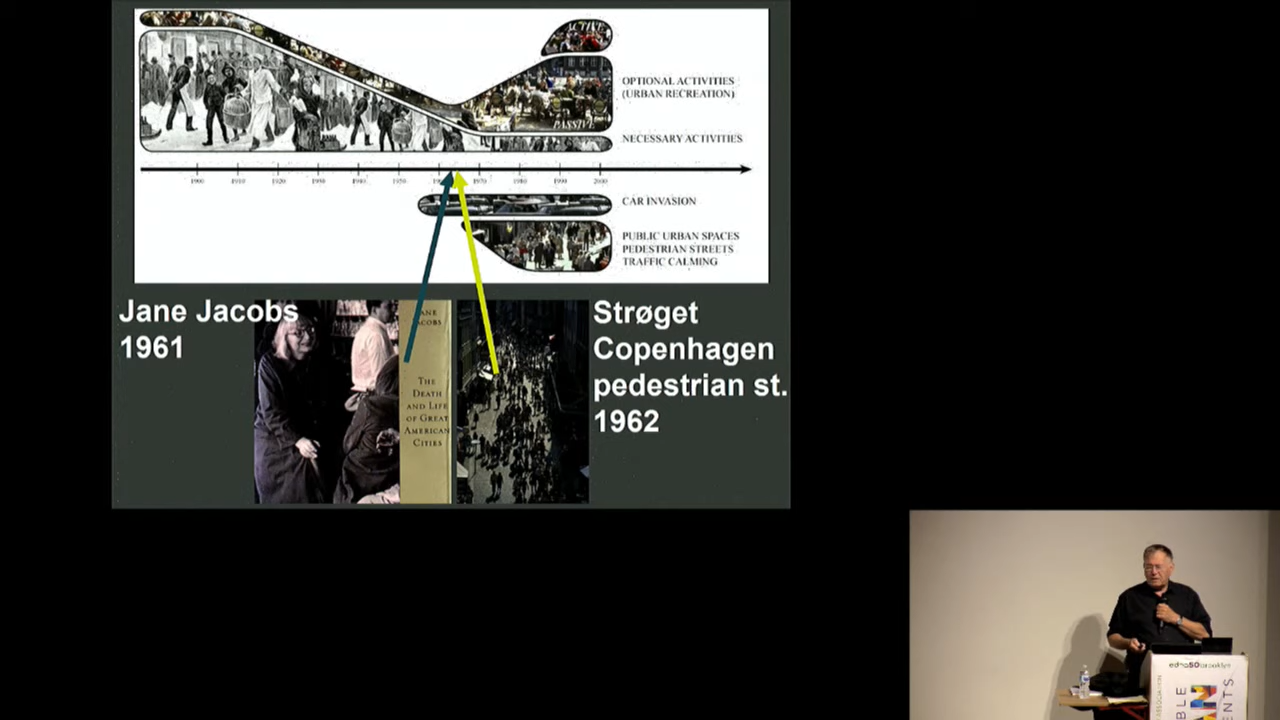 ACTIVE
OPTIONAL ACTIVITIES
(URBAN RECREATION)
PASSIVE
NECESSARY ACTIVITIES
1900 1910 1920 1930 1940 1950 1970 1980 1990 2000
CAR INVASION
PUBLIC URBAN SPACES
PEDESTRIAN STREETS
TRAFFIC CALMING
Jane Jacobs
1961
JANE
JACOBS
THE
DEATH
AND LIFE
OF GREAT
AMERICAN
CITIES
Strøget
Copenhagen
pedestrian st.
1962
edra50brooklyn